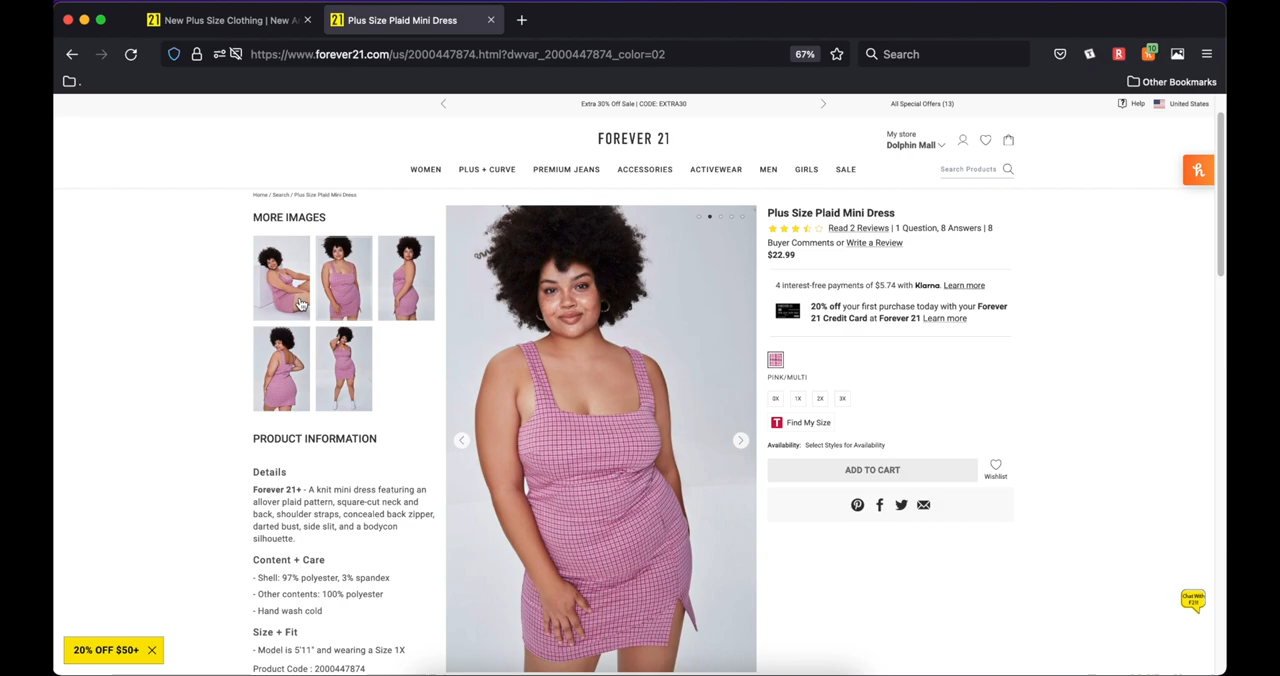 21 New Plus Size Clothing | New A
21 Plus Size Plaid Mini Dress
https://www.forever21.com/us/2000447874.html?dwvar_2000447874_color=02
67%
Search
10
Other Bookmarks
Extra 30% Off Sale | CODE: EXTRA30
All Special Offers (13)
Help
United States
FOREVER 21
My store
Dolphin Mall
WOMEN PLUS + CURVE PREMIUM JEANS ACCESSORIES ACTIVEWEAR MEN GIRLS SALE
Search Products
Home / Search / Plus Size Plaid Mini Dress
MORE IMAGES
PRODUCT INFORMATION
Details
Forever 21+ - A knit mini dress featuring an
allover plaid pattern, square-cut neck and
back, shoulder straps, concealed back zipper,
darted bust, side slit, and a bodycon
silhouette.
Content + Care
- Shell: 97% polyester, 3% spandex
- Other contents: 100% polyester
- Hand wash cold
Size + Fit
- Model is 5'11" and wearing a Size 1X
Product Code : 2000447874
Plus Size Plaid Mini Dress
Read 2 Reviews | 1 Question, 8 Answers | 8
Buyer Comments or Write a Review
$22.99
4 interest-free payments of $5.74 with Klarna. Learn more
20% off your first purchase today with your Forever
21 Credit Card at Forever 21 Learn more
PINK/MULTI
0X 1X 2X 3X
T Find My Size
Availability: Select Styles for Availability
ADD TO CART
Wishlist
Chat With
F21!
20% OFF $50+